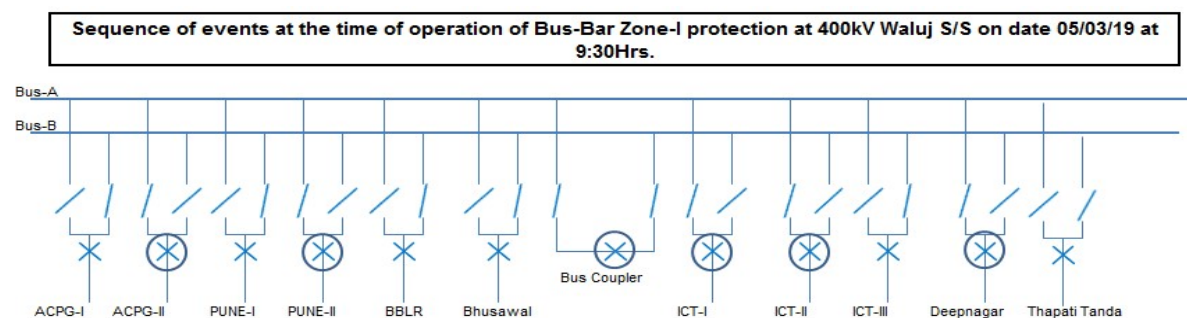 Sequence of events at the time of operation of Bus-Bar Zone-I protection at 400kV Waluj S/S on date 05/03/19 at
9:30Hrs.
Bus-A
Bus-B
Bus Coupler
ACPG-I ACPG-II PUNE-I PUNE-II BBLR Bhusawal ICT-I ICT-II ICT-III Deepnagar Thapati Tanda